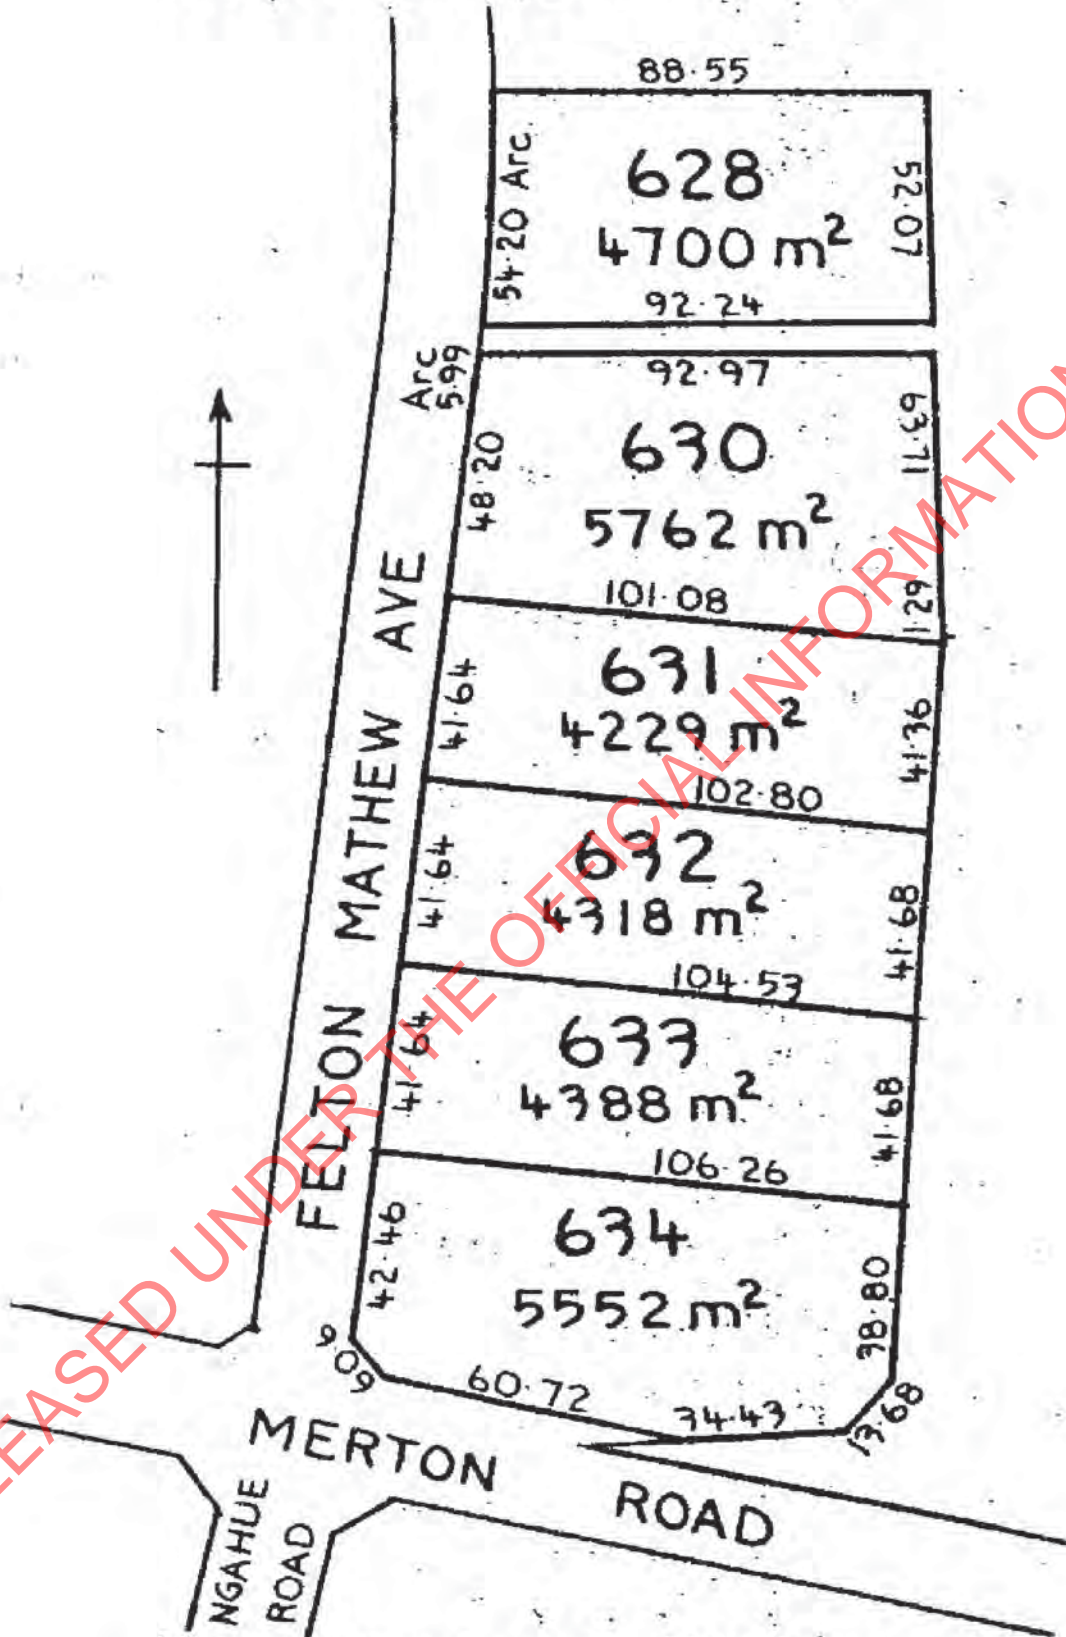 88.55
54.20 Arc
628
4700 m²
52.07
92.24
Arc
5.99
92.97
48.20
630
5762 m²
63.71
101.08
1.29
41.64
631
4229 m²
41.36
102.80
41.64
632
4318 m²
41.68
104.53
41.64
633
4388 m²
41.68
106.26
42.46
634
5552 m²
38.80
6.09
60.72
34.43
13.68
FELTON MATHEW AVE
MERTON ROAD
NGAHUE
ROAD
LEASED UNDER THE OFFICIAL INFORMATION